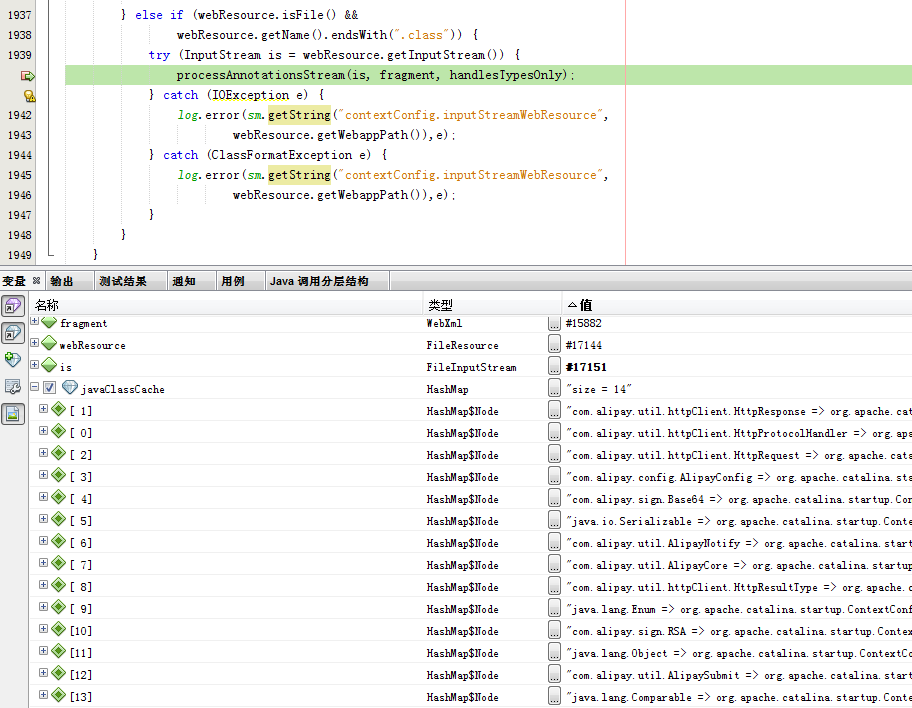 1937 } else if (webResource.isFile() &&
1938 webResource.getName().endsWith(".class")) {
1939 try (InputStream is = webResource.getInputStream()) {
processAnnotationsStream(is, fragment, handlesTypesOnly);
} catch (IOException e) {
1942 log.error(sm.getString("contextConfig.inputStreamWebResource",
1943 webResource.getWebappPath()),e);
1944 } catch (ClassFormatException e) {
1945 log.error(sm.getString("contextConfig.inputStreamWebResource",
1946 webResource.getWebappPath()),e);
1947 }
1948 }
1949 }
变量 输出 测试结果 通知 用例 Java 调用分层结构
名称 类型 值
fragment WebXml ... #15882
webResource FileResource ... #17144
is FileInputStream ... #17151
javaClassCache HashMap ... "size = 14"
[ 1] HashMap$Node ... "com.alipay.util.httpClient.HttpResponse => org.apache.cat
[ 0] HashMap$Node ... "com.alipay.util.httpClient.HttpProtocolHandler => org.apa
[ 2] HashMap$Node ... "com.alipay.util.httpClient.HttpRequest => org.apache.cata
[ 3] HashMap$Node ... "com.alipay.config.AlipayConfig => org.apache.catalina.sta
[ 4] HashMap$Node ... "com.alipay.sign.Base64 => org.apache.catalina.startup.Con
[ 5] HashMap$Node ... "java.io.Serializable => org.apache.catalina.startup.Conte
[ 6] HashMap$Node ... "com.alipay.util.AlipayNotify => org.apache.catalina.start
[ 7] HashMap$Node ... "com.alipay.util.AlipayCore => org.apache.catalina.startup
[ 8] HashMap$Node ... "com.alipay.util.httpClient.HttpResultType => org.apache.c
[ 9] HashMap$Node ... "java.lang.Enum => org.apache.catalina.startup.ContextConf
[10] HashMap$Node ... "com.alipay.sign.RSA => org.apache.catalina.startup.Contex
[11] HashMap$Node ... "java.lang.Object => org.apache.catalina.startup.ContextCo
[12] HashMap$Node ... "com.alipay.util.AlipaySubmit => org.apache.catalina.start
[13] HashMap$Node ... "java.lang.Comparable => org.apache.catalina.startup.Conte